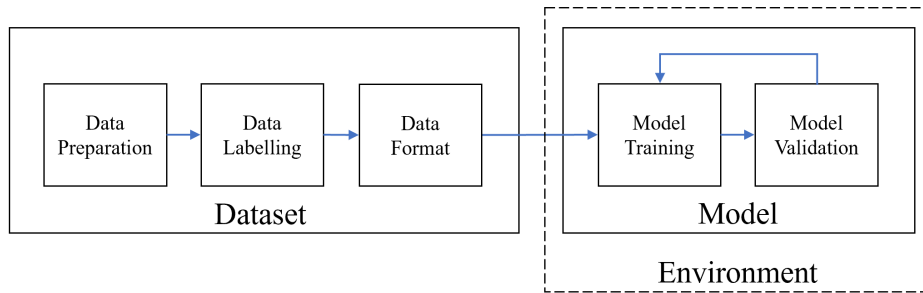 Data
Preparation
Data
Labelling
Data
Format
Dataset
Model
Training
Model
Validation
Model
Environment